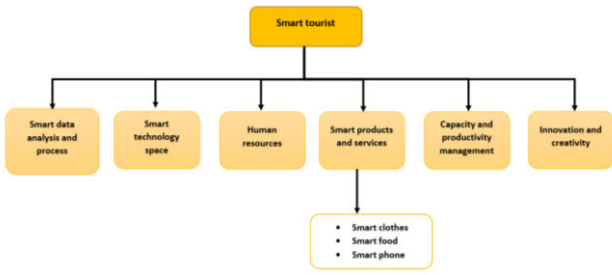 Smart tourist
Smart data
analysis and
process
Smart
technology
space
Human
resources
Smart products
and services
Capacity and
productivity
management
Innovation and
creativity
• Smart clothes
• Smart food
• Smart phone